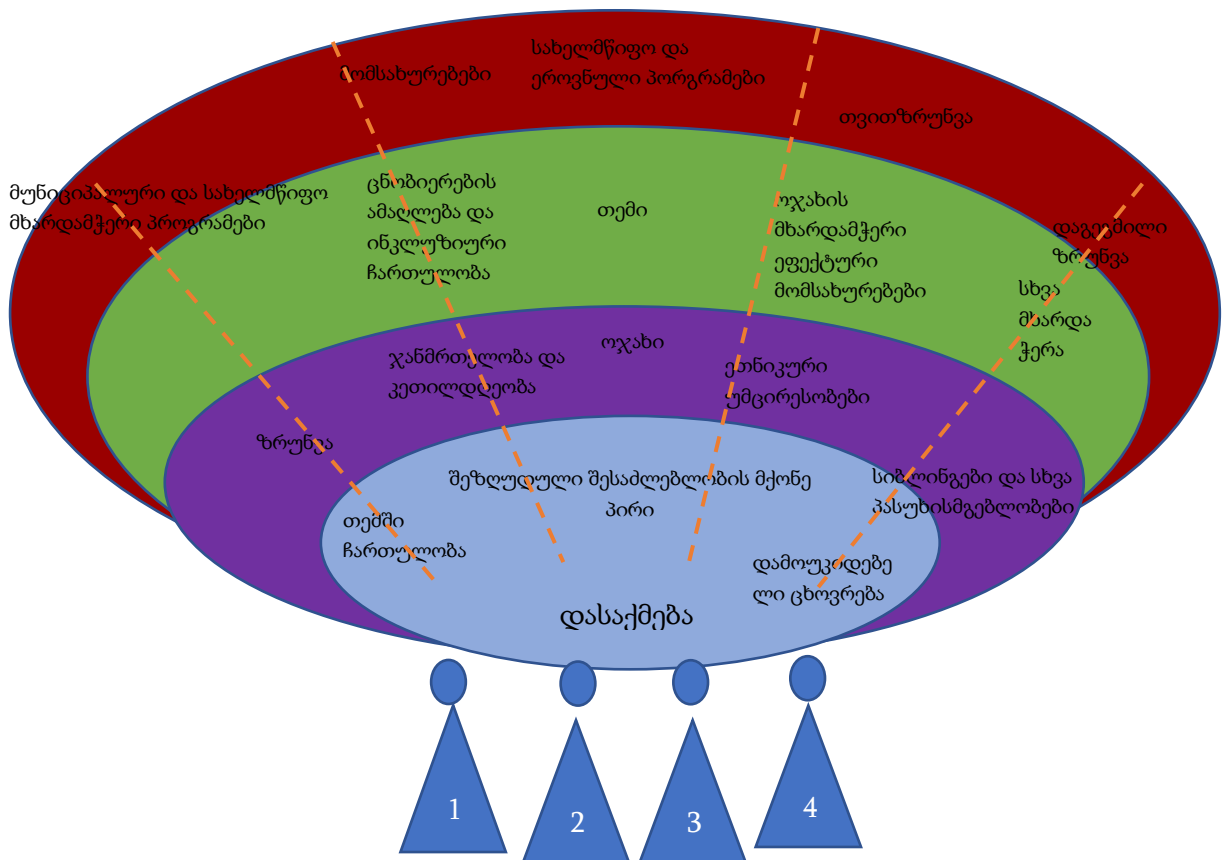 სახელმწიფო და
ეროვნული პორგრამები
მომსახურებები
თვითზრუნვა
მუნიციპალური და სახელმწიფო
მხარდამჭერი პროგრამები
ცნობიერების
ამაღლება და
ინკლუზიური
ჩართულობა
თემი
ოჯახის
მხარდამჭერი
ეფექტური
მომსახურებები
დაგეგმილი
ზრუნვა
სხვა
მხარდა
ჭერა
ოჯახი
ჯანმრთელობა და
კეთილდღეობა
ეთნიკური
უმცირესობები
ზრუნვა
სიბლინგები და სხვა
პასუხისმგებლობები
შეზღუდული შესაძლებლობის მქონე
პირი
თემში
ჩართულობა
დამოუკიდებე
ლი ცხოვრება
დასაქმება
1
2
3
4